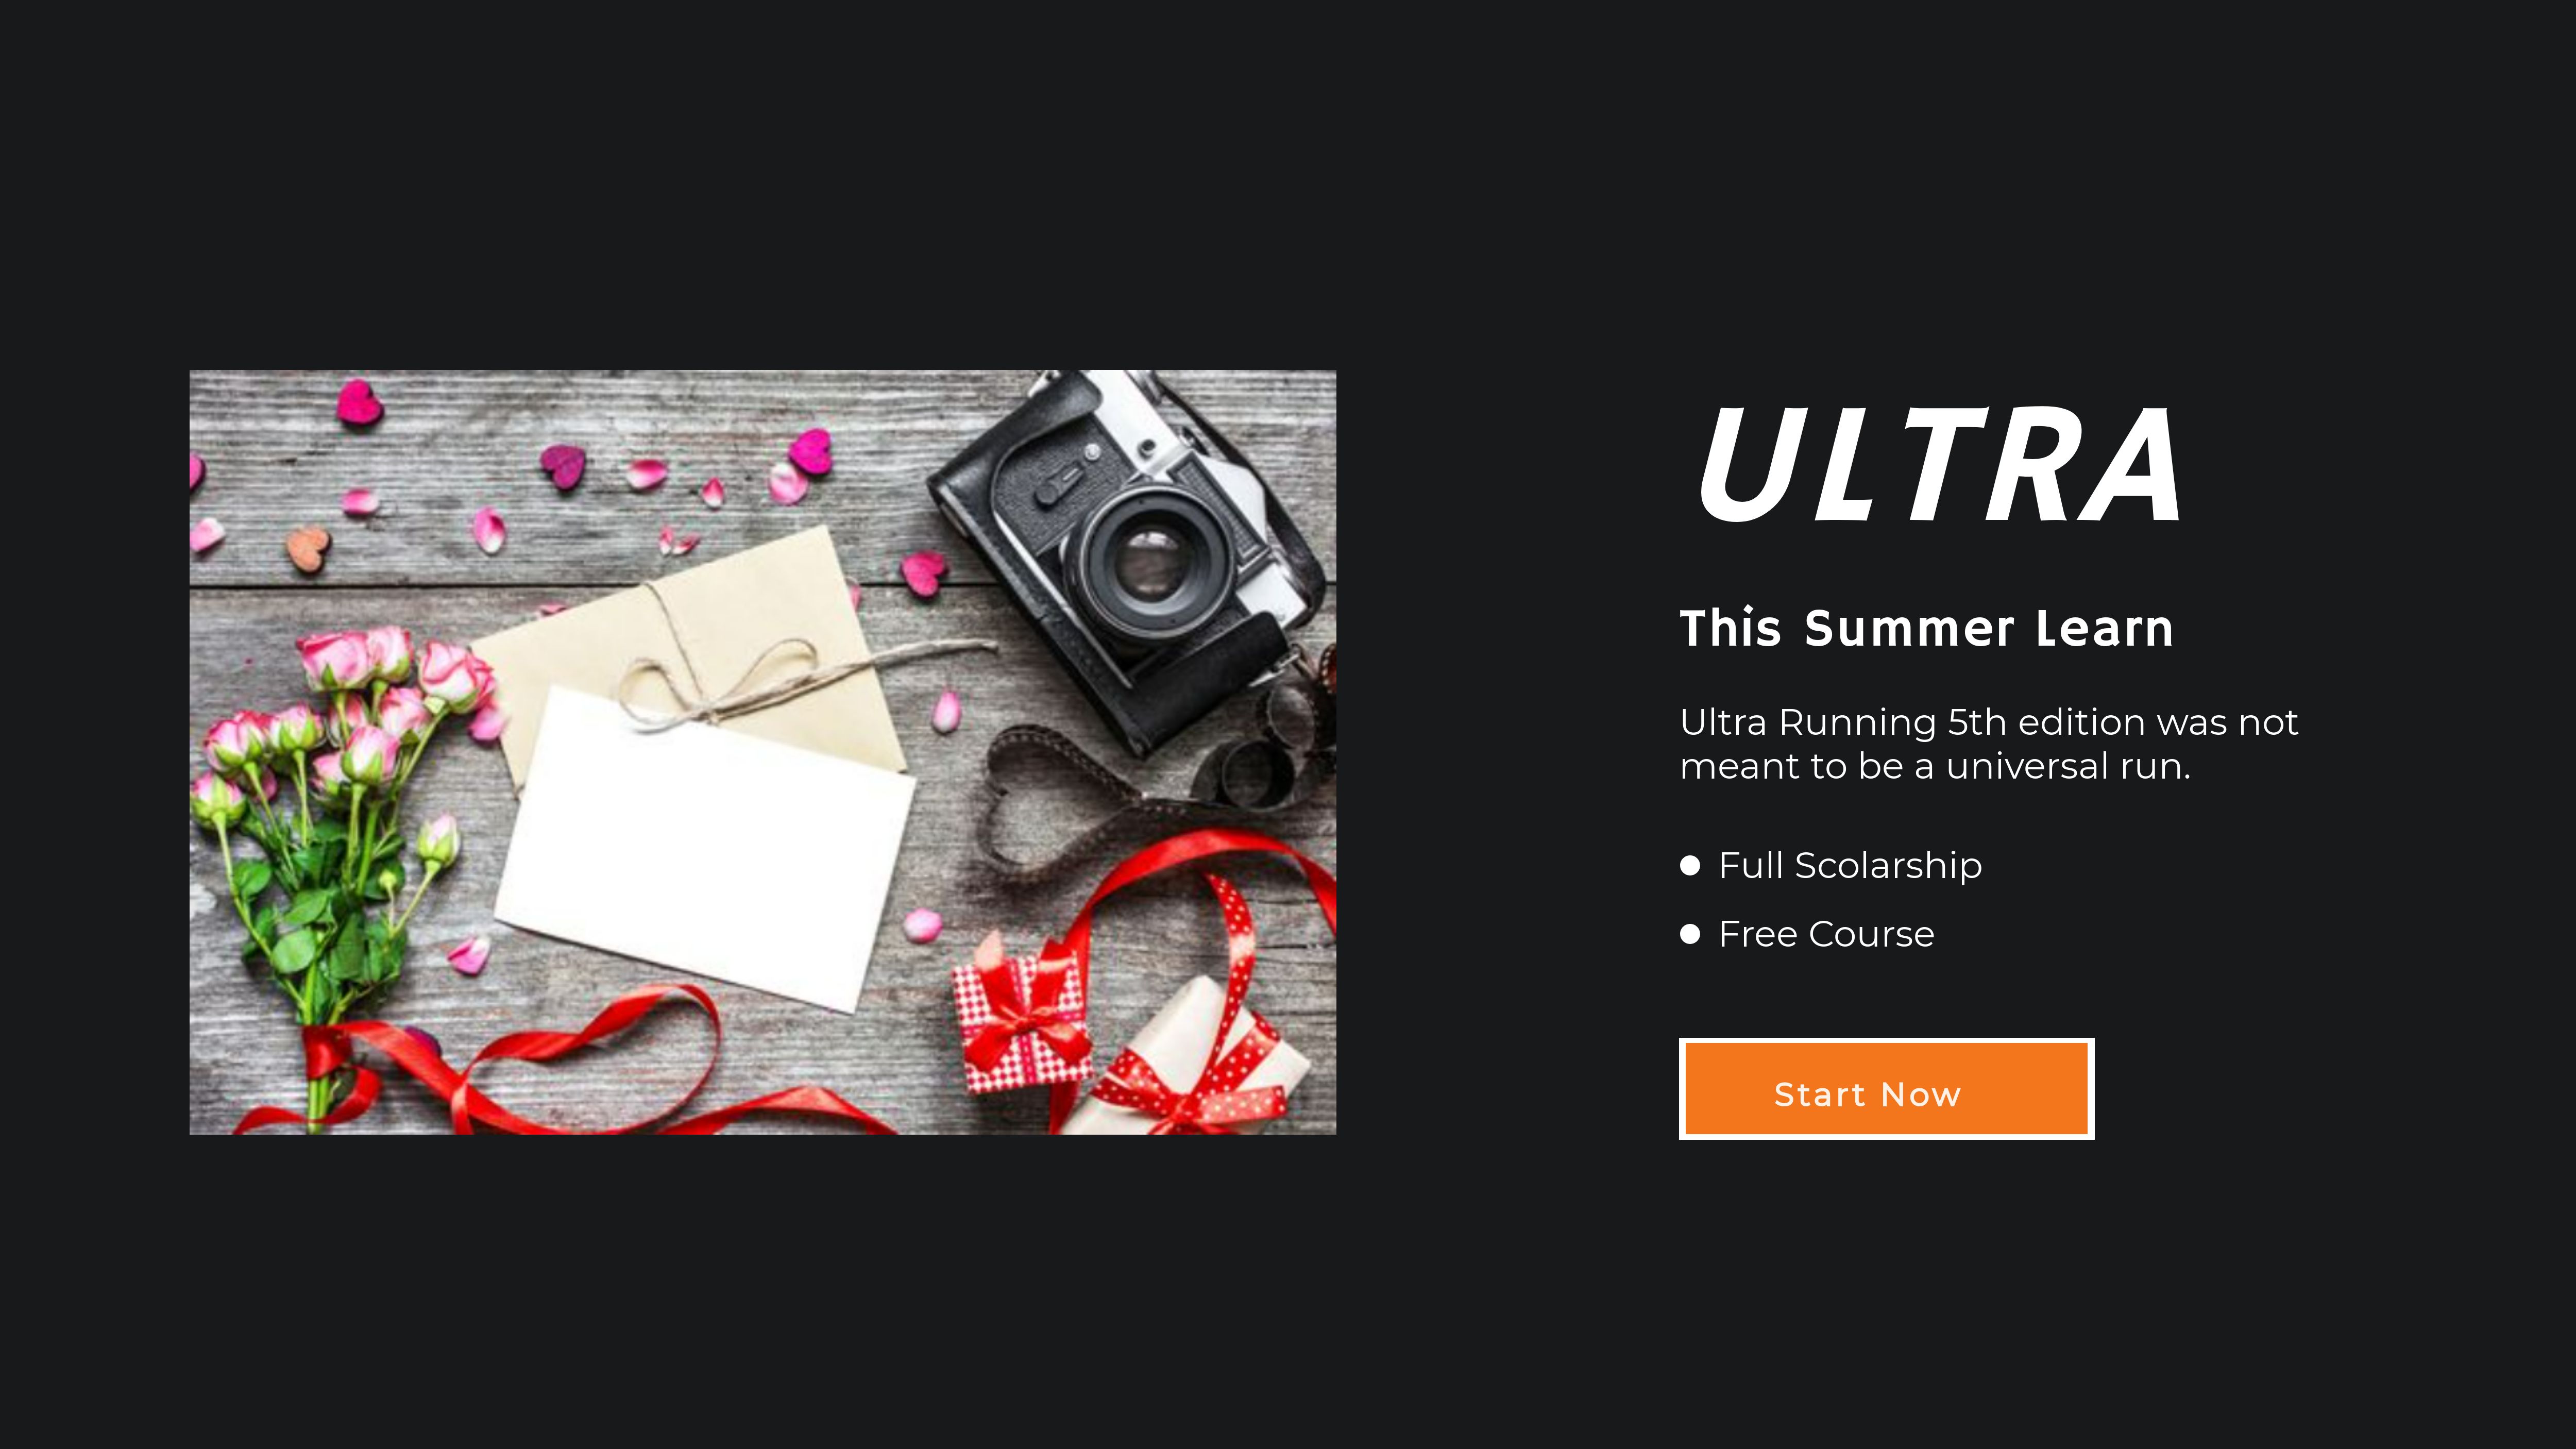 ULTRA
This Summer Learn
Ultra Running 5th edition was not
meant to be a universal run.
Full Scolarship
Free Course
Start Now